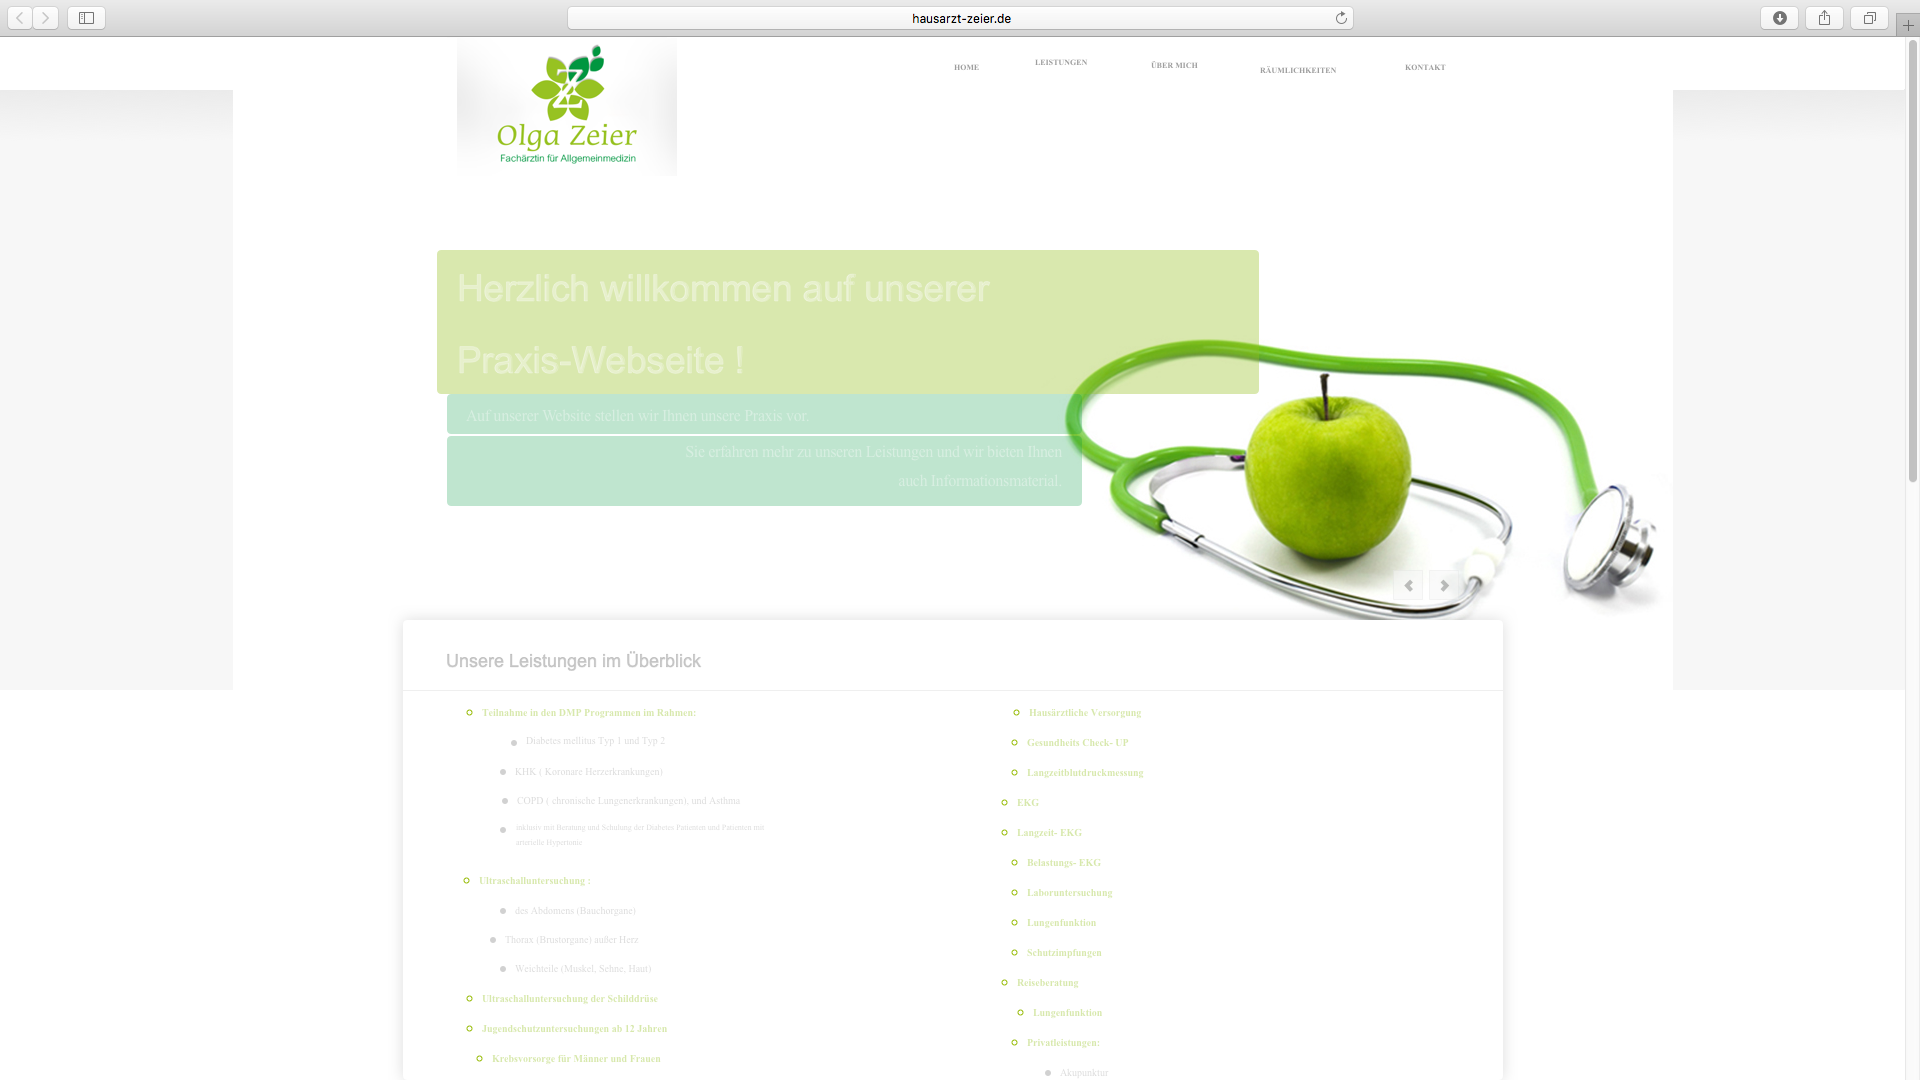 hausarzt-zeier.de
Z
Olga Zeier
Fachärztin für Allgemeinmedizin
HOME
LEISTUNGEN
ÜBER MICH
RÄUMLICHKEITEN
KONTAKT
Herzlich willkommen auf unserer
Praxis-Webseite !
Auf unserer Website stellen wir Ihnen unsere Praxis vor.
Sie erfahren mehr zu unseren Leistungen und wir bieten Ihnen
auch Informationsmaterial.
Unsere Leistungen im Überblick
Teilnahme in den DMP Programmen im Rahmen:
Diabetes mellitus Typ 1 und Typ 2
KHK ( Koronare Herzerkrankungen)
COPD ( chronische Lungenerkrankungen), und Asthma
inklusiv mit Beratung und Schulung der Diabetes Patienten und Patienten mit
arterielle Hypertonie
Ultraschalluntersuchung :
des Abdomens (Bauchorgane)
Thorax (Brustorgane) außer Herz
Weichteile (Muskel, Sehne, Haut)
Ultraschalluntersuchung der Schilddrüse
Jugendschutzuntersuchungen ab 12 Jahren
Krebsvorsorge für Männer und Frauen
Hausärztliche Versorgung
Gesundheits Check- UP
Langzeitblutdruckmessung
EKG
Langzeit- EKG
Belastungs- EKG
Laboruntersuchung
Lungenfunktion
Schutzimpfungen
Reiseberatung
Lungenfunktion
Privatleistungen:
Akupunktur